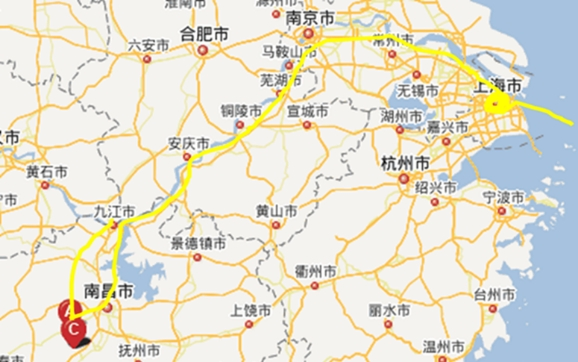 淮南市
滁州市
南京市
六安市
合肥市
马鞍山市
常州市
芜湖市
无锡市
上海市
铜陵市
宣城市
湖州市
嘉兴市
安庆市
杭州市
黄石市
绍兴市
宁波市
九江市
黄山市
景德镇市
衢州市
南昌市
台州市
A
C
上饶市
丽水市
抚州市
温州市